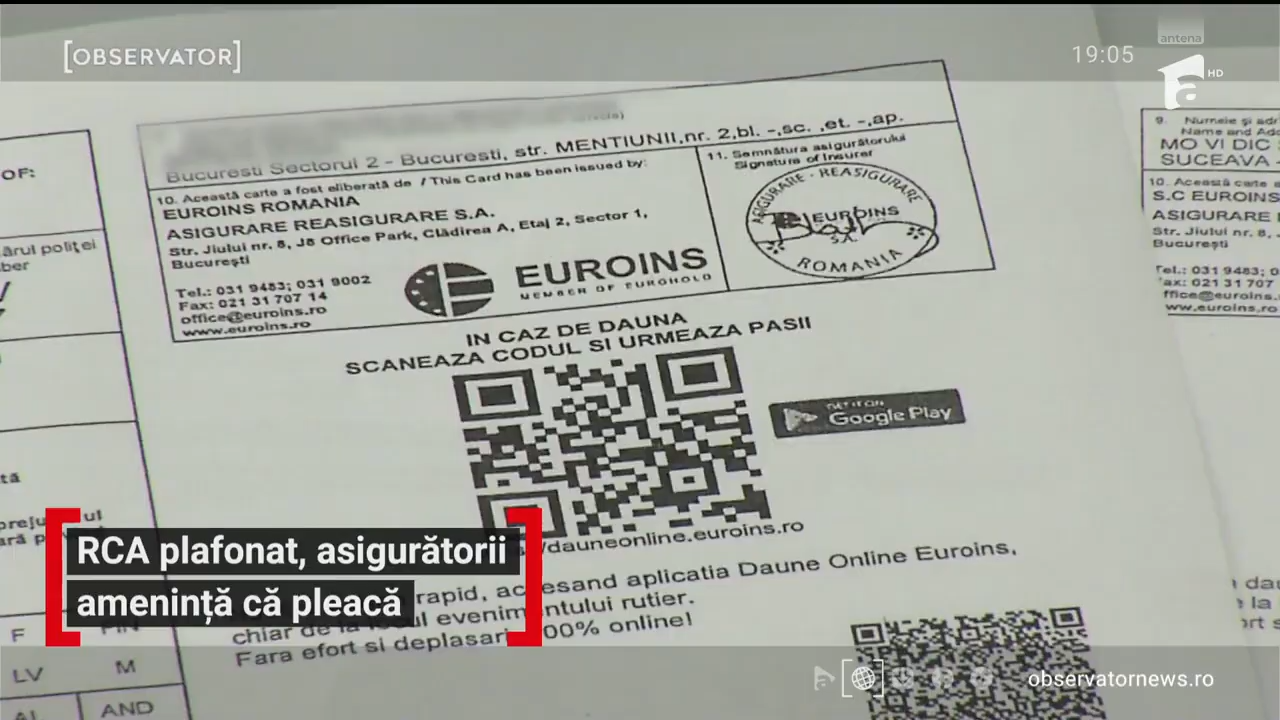 [OBSERVATOR]
19:05
antena
HD
OF:
ărul poliței
ber
București Sectorul 2 - Bucuresti, str. MENTIUNII,nr. 2,bl. -,sc. ,et. -,ap.
10. Această carte a fost eliberată de / This Card has been issued by:
EUROINS ROMANIA
ASIGURARE REASIGURARE S.A.
Str. Jiului nr. 8, J8 Office Park, Clădirea A, Etaj 2, Sector 1,
București
Tel.: 031 9483; 031 9002
Fax: 021 31 707 14
office@euroins.ro
www.euroins.ro
EUROINS
MEMBER OF EUROHOLD
11. Semnătura asigurătorului
Signature of Insurer
ASIGURARE - REASIGURARE
EUROINS
S.A.
ROMANIA
IN CAZ DE DAUNA
SCANEAZA CODUL SI URMEAZA PASII
GET IT ON
Google Play
/dauneonline.euroins.ro
rapid, accesand aplicatia Daune Online Euroins,
chiar de la locul evenimentului rutier.
Fara efort si deplasari 100% online!
9. Numele și adr
Name and Add
MO VI DIC
SUCEAVA
10. Această carte a
S.C EUROINS
ASIGURARE
Str. Jiului nr. 8,
București
Tel.: 031 9483;
Fax: 021 31 707
office@euroins.
www.euroins.ro
F
LV
M
AL
AND
RCA plafonat, asigurătorii
amenință că pleacă
observatornews.ro